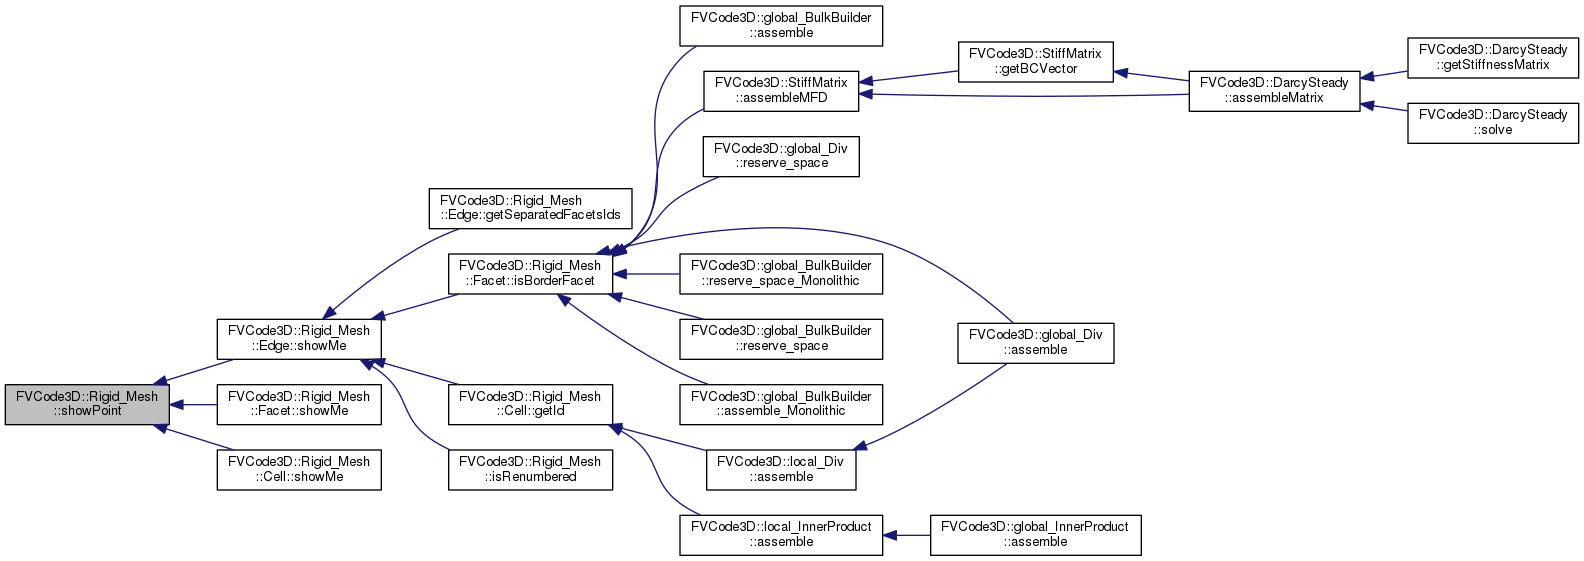 FVCode3D::global_BulkBuilder
::assemble
FVCode3D::StiffMatrix
::assembleMFD
FVCode3D::StiffMatrix
::getBCVector
FVCode3D::DarcySteady
::assembleMatrix
FVCode3D::DarcySteady
::getStiffnessMatrix
FVCode3D::DarcySteady
::solve
FVCode3D::global_Div
::reserve_space
FVCode3D::Rigid_Mesh
::Edge::getSeparatedFacetsIds
FVCode3D::Rigid_Mesh
::Facet::isBorderFacet
FVCode3D::global_BulkBuilder
::reserve_space_Monolithic
FVCode3D::global_BulkBuilder
::reserve_space
FVCode3D::global_Div
::assemble
FVCode3D::Rigid_Mesh
::Edge::showMe
FVCode3D::Rigid_Mesh
::showPoint
FVCode3D::Rigid_Mesh
::Facet::showMe
FVCode3D::Rigid_Mesh
::Cell::getId
FVCode3D::global_BulkBuilder
::assemble_Monolithic
FVCode3D::Rigid_Mesh
::Cell::showMe
FVCode3D::Rigid_Mesh
::isRenumbered
FVCode3D::local_Div
::assemble
FVCode3D::local_InnerProduct
::assemble
FVCode3D::global_InnerProduct
::assemble